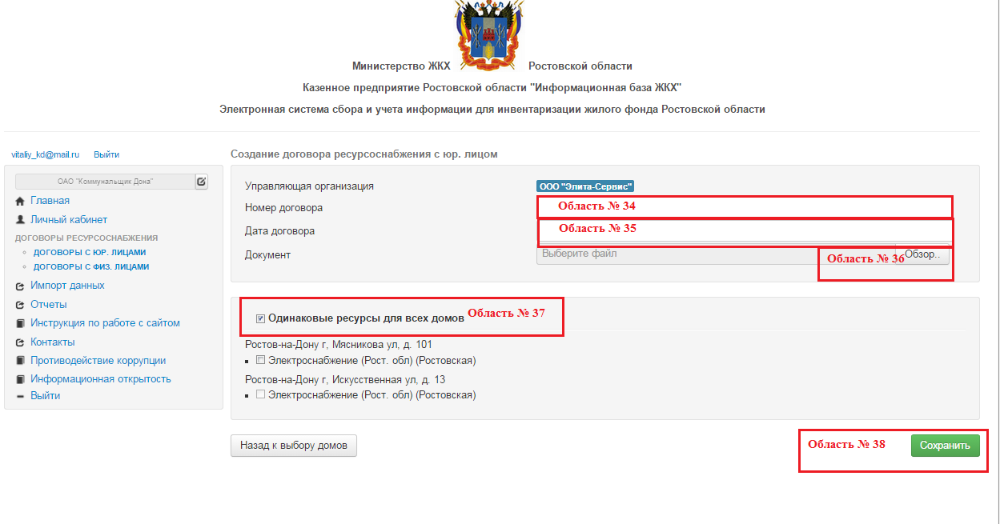 Министерство ЖКХ Ростовской области
Казенное предприятие Ростовской области "Информационная база ЖКХ"
Электронная система сбора и учета информации для инвентаризации жилого фонда Ростовской области
vitaliy_kd@mail.ru Выйти
ОАО "Коммунальщик Дона"
Главная
Личный кабинет
ДОГОВОРЫ РЕСУРСОСНАБЖЕНИЯ
ДОГОВОРЫ С ЮР. ЛИЦАМИ
ДОГОВОРЫ С ФИЗ. ЛИЦАМИ
Импорт данных
Отчеты
Инструкция по работе с сайтом
Контакты
Противодействие коррупции
Информационная открытость
Выйти
Создание договора ресурсоснабжения с юр. лицом
Управляющая организация ООО "Элита-Сервис"
Номер договора Область № 34
Дата договора Область № 35
Документ Выберите файл Область № 36 Обзор..
Одинаковые ресурсы для всех домов Область № 37
Ростов-на-Дону г, Мясникова ул, д. 101
Электроснабжение (Рост. обл) (Ростовская)
Ростов-на-Дону г, Искусственная ул, д. 13
Электроснабжение (Рост. обл) (Ростовская)
Назад к выбору домов Область № 38 Сохранить